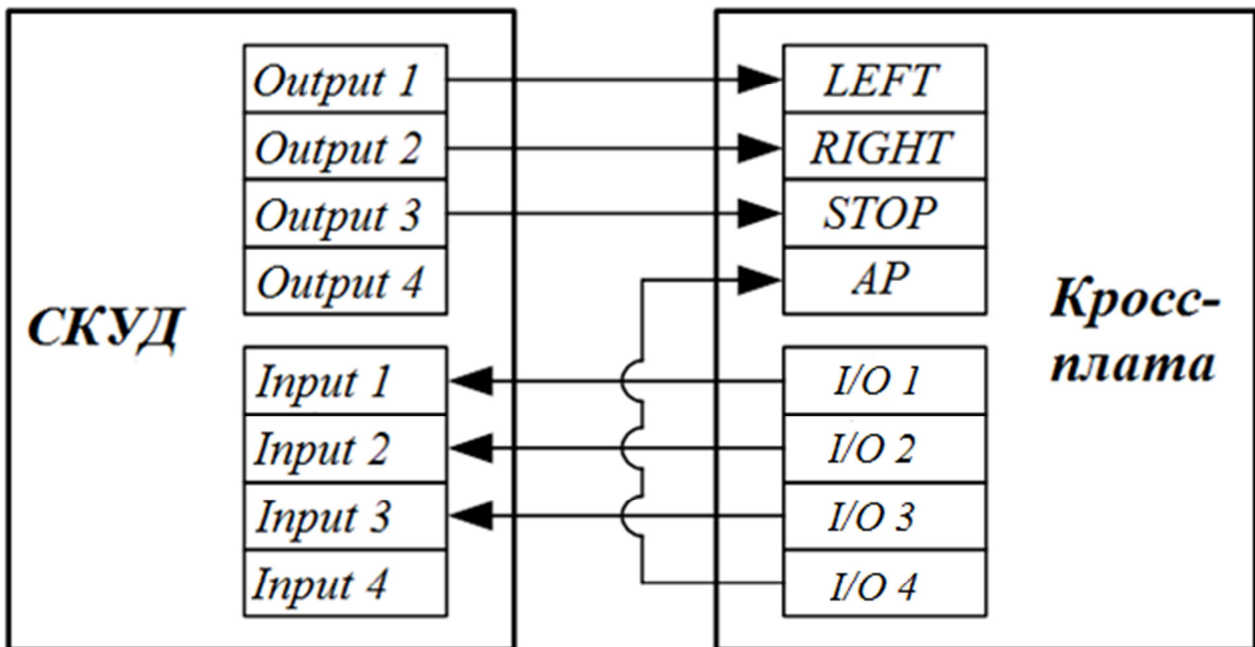 СКУД
Output 1
Output 2
Output 3
Output 4
Input 1
Input 2
Input 3
Input 4
LEFT
RIGHT
STOP
AP
I/O 1
I/O 2
I/O 3
I/O 4
Кросс-
плата